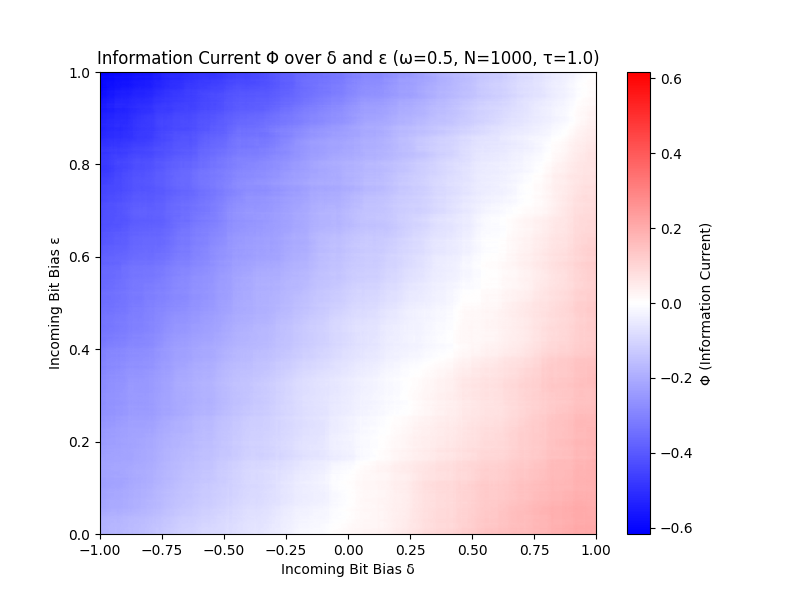 Information Current Φ over δ and ε (ω=0.5, N=1000, τ=1.0)
1.0
0.8
0.6
0.4
0.2
0.0
Incoming Bit Bias ε
−1.00 −0.75 −0.50 −0.25 0.00 0.25 0.50 0.75 1.00
Incoming Bit Bias δ
0.6
0.4
0.2
0.0
−0.2
−0.4
−0.6
Φ (Information Current)